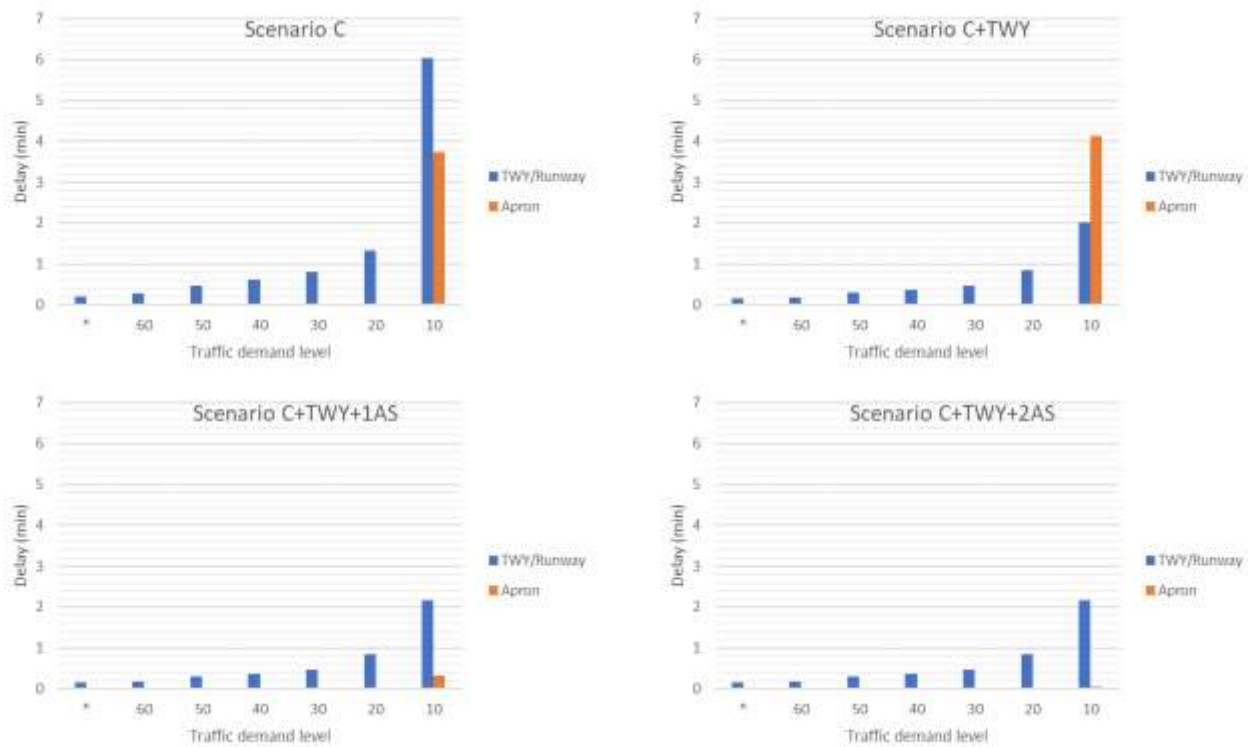 Scenario C
7
6
5
4
3
2
1
0
Delay (min)
* 60 50 40 30 20 10
Traffic demand level
TWY/Runway
Apron
Scenario C+TWY
7
6
5
4
3
2
1
0
Delay (min)
* 60 50 40 30 20 10
Traffic demand level
TWY/Runway
Apron
Scenario C+TWY+1AS
7
6
5
4
3
2
1
0
Delay (min)
* 60 50 40 30 20 10
Traffic demand level
TWY/Runway
Apron
Scenario C+TWY+2AS
7
6
5
4
3
2
1
0
Delay (min)
* 60 50 40 30 20 10
Traffic demand level
TWY/Runway
Apron